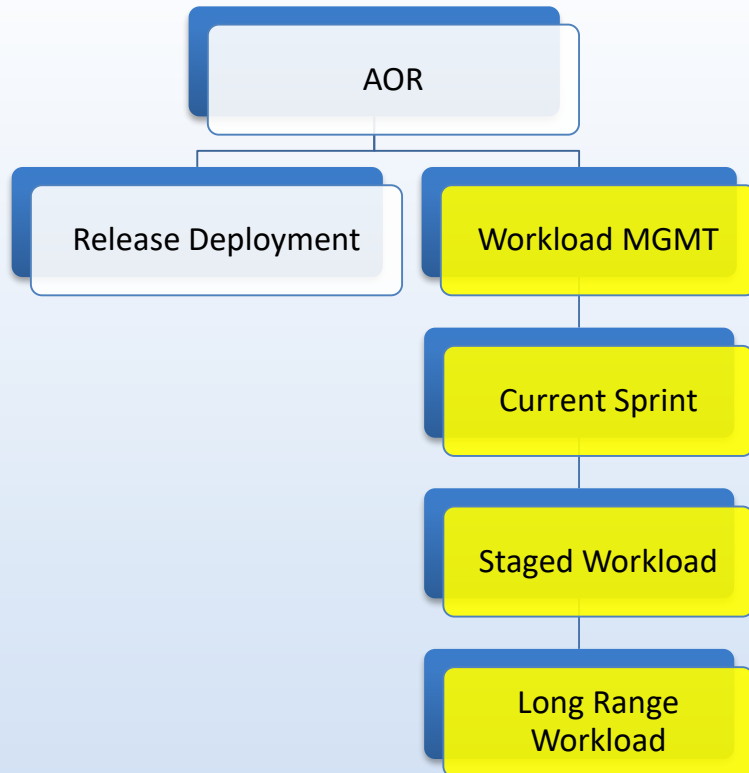 AOR
Release Deployment
Workload MGMT
Current Sprint
Staged Workload
Long Range
Workload